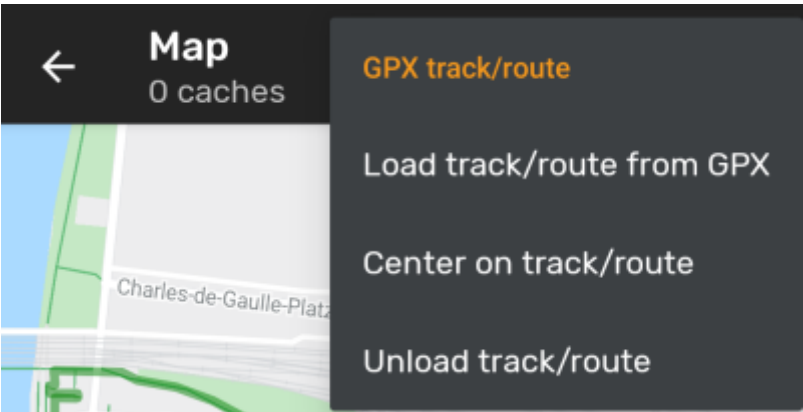 Map
0 caches
GPX track/route
Load track/route from GPX
Center on track/route
Unload track/route
Charles-de-Gaulle-Platz